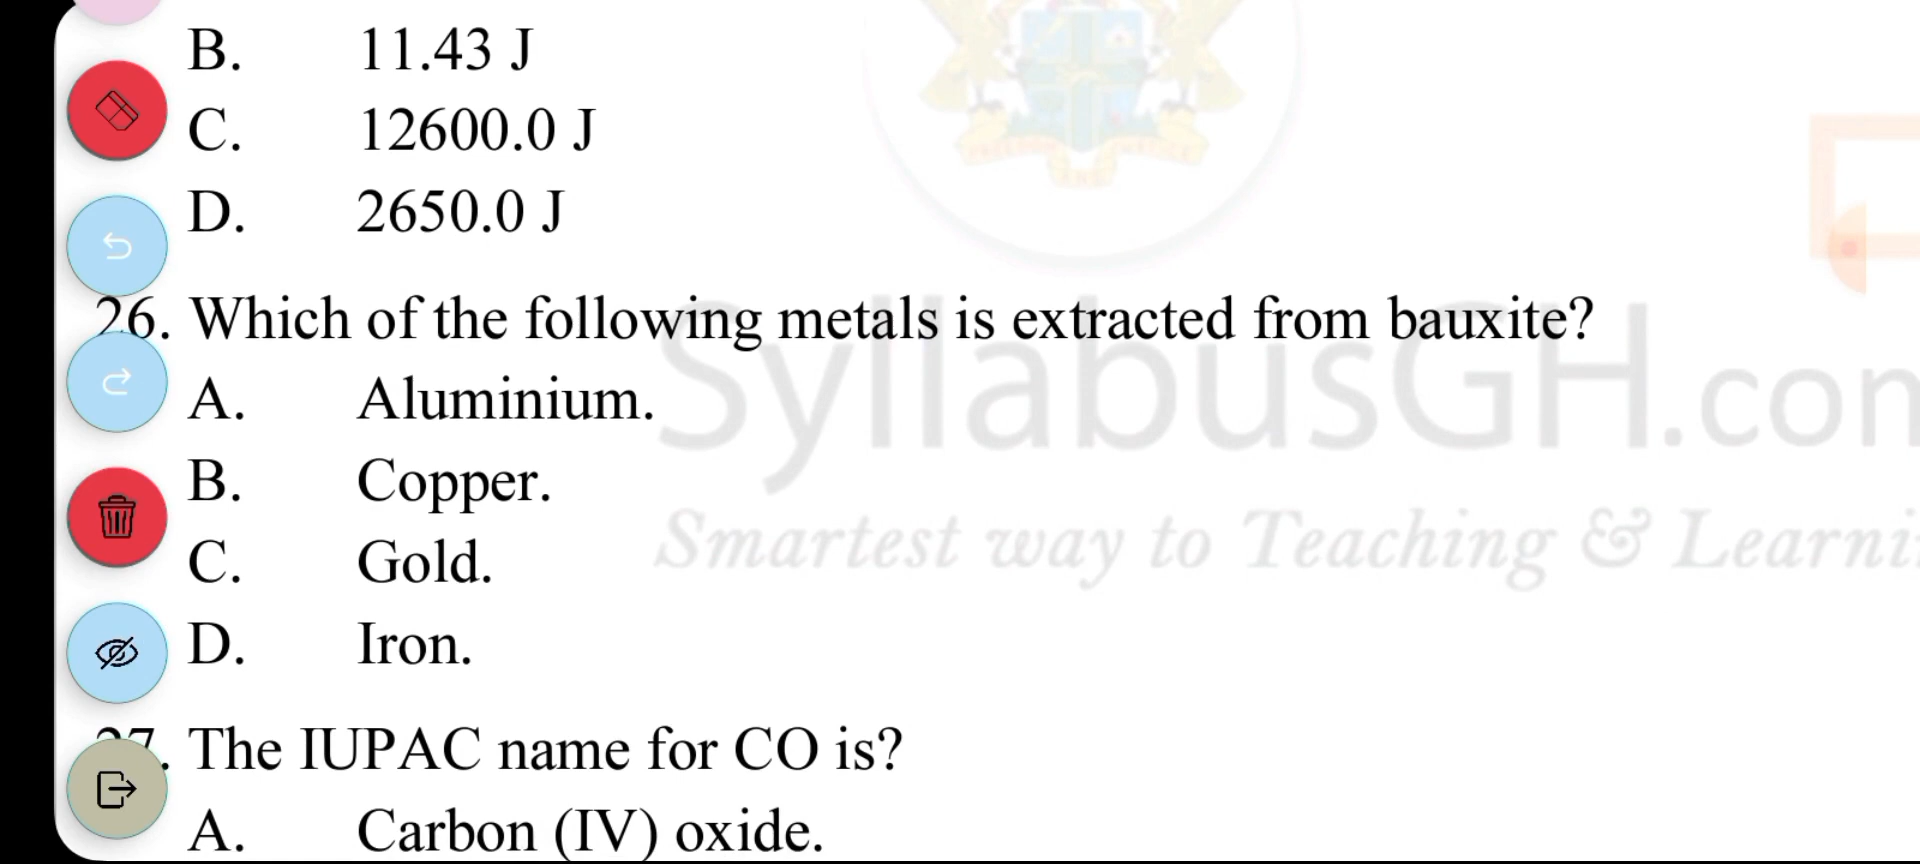 B. 11.43 J
C. 12600.0 J
D. 2650.0 J
26. Which of the following metals is extracted from bauxite?
A. Aluminium.
B. Copper.
C. Gold.
D. Iron.
27. The IUPAC name for CO is?
A. Carbon (IV) oxide.
SyllabusGH.com
Smartest way to Teaching & Learni